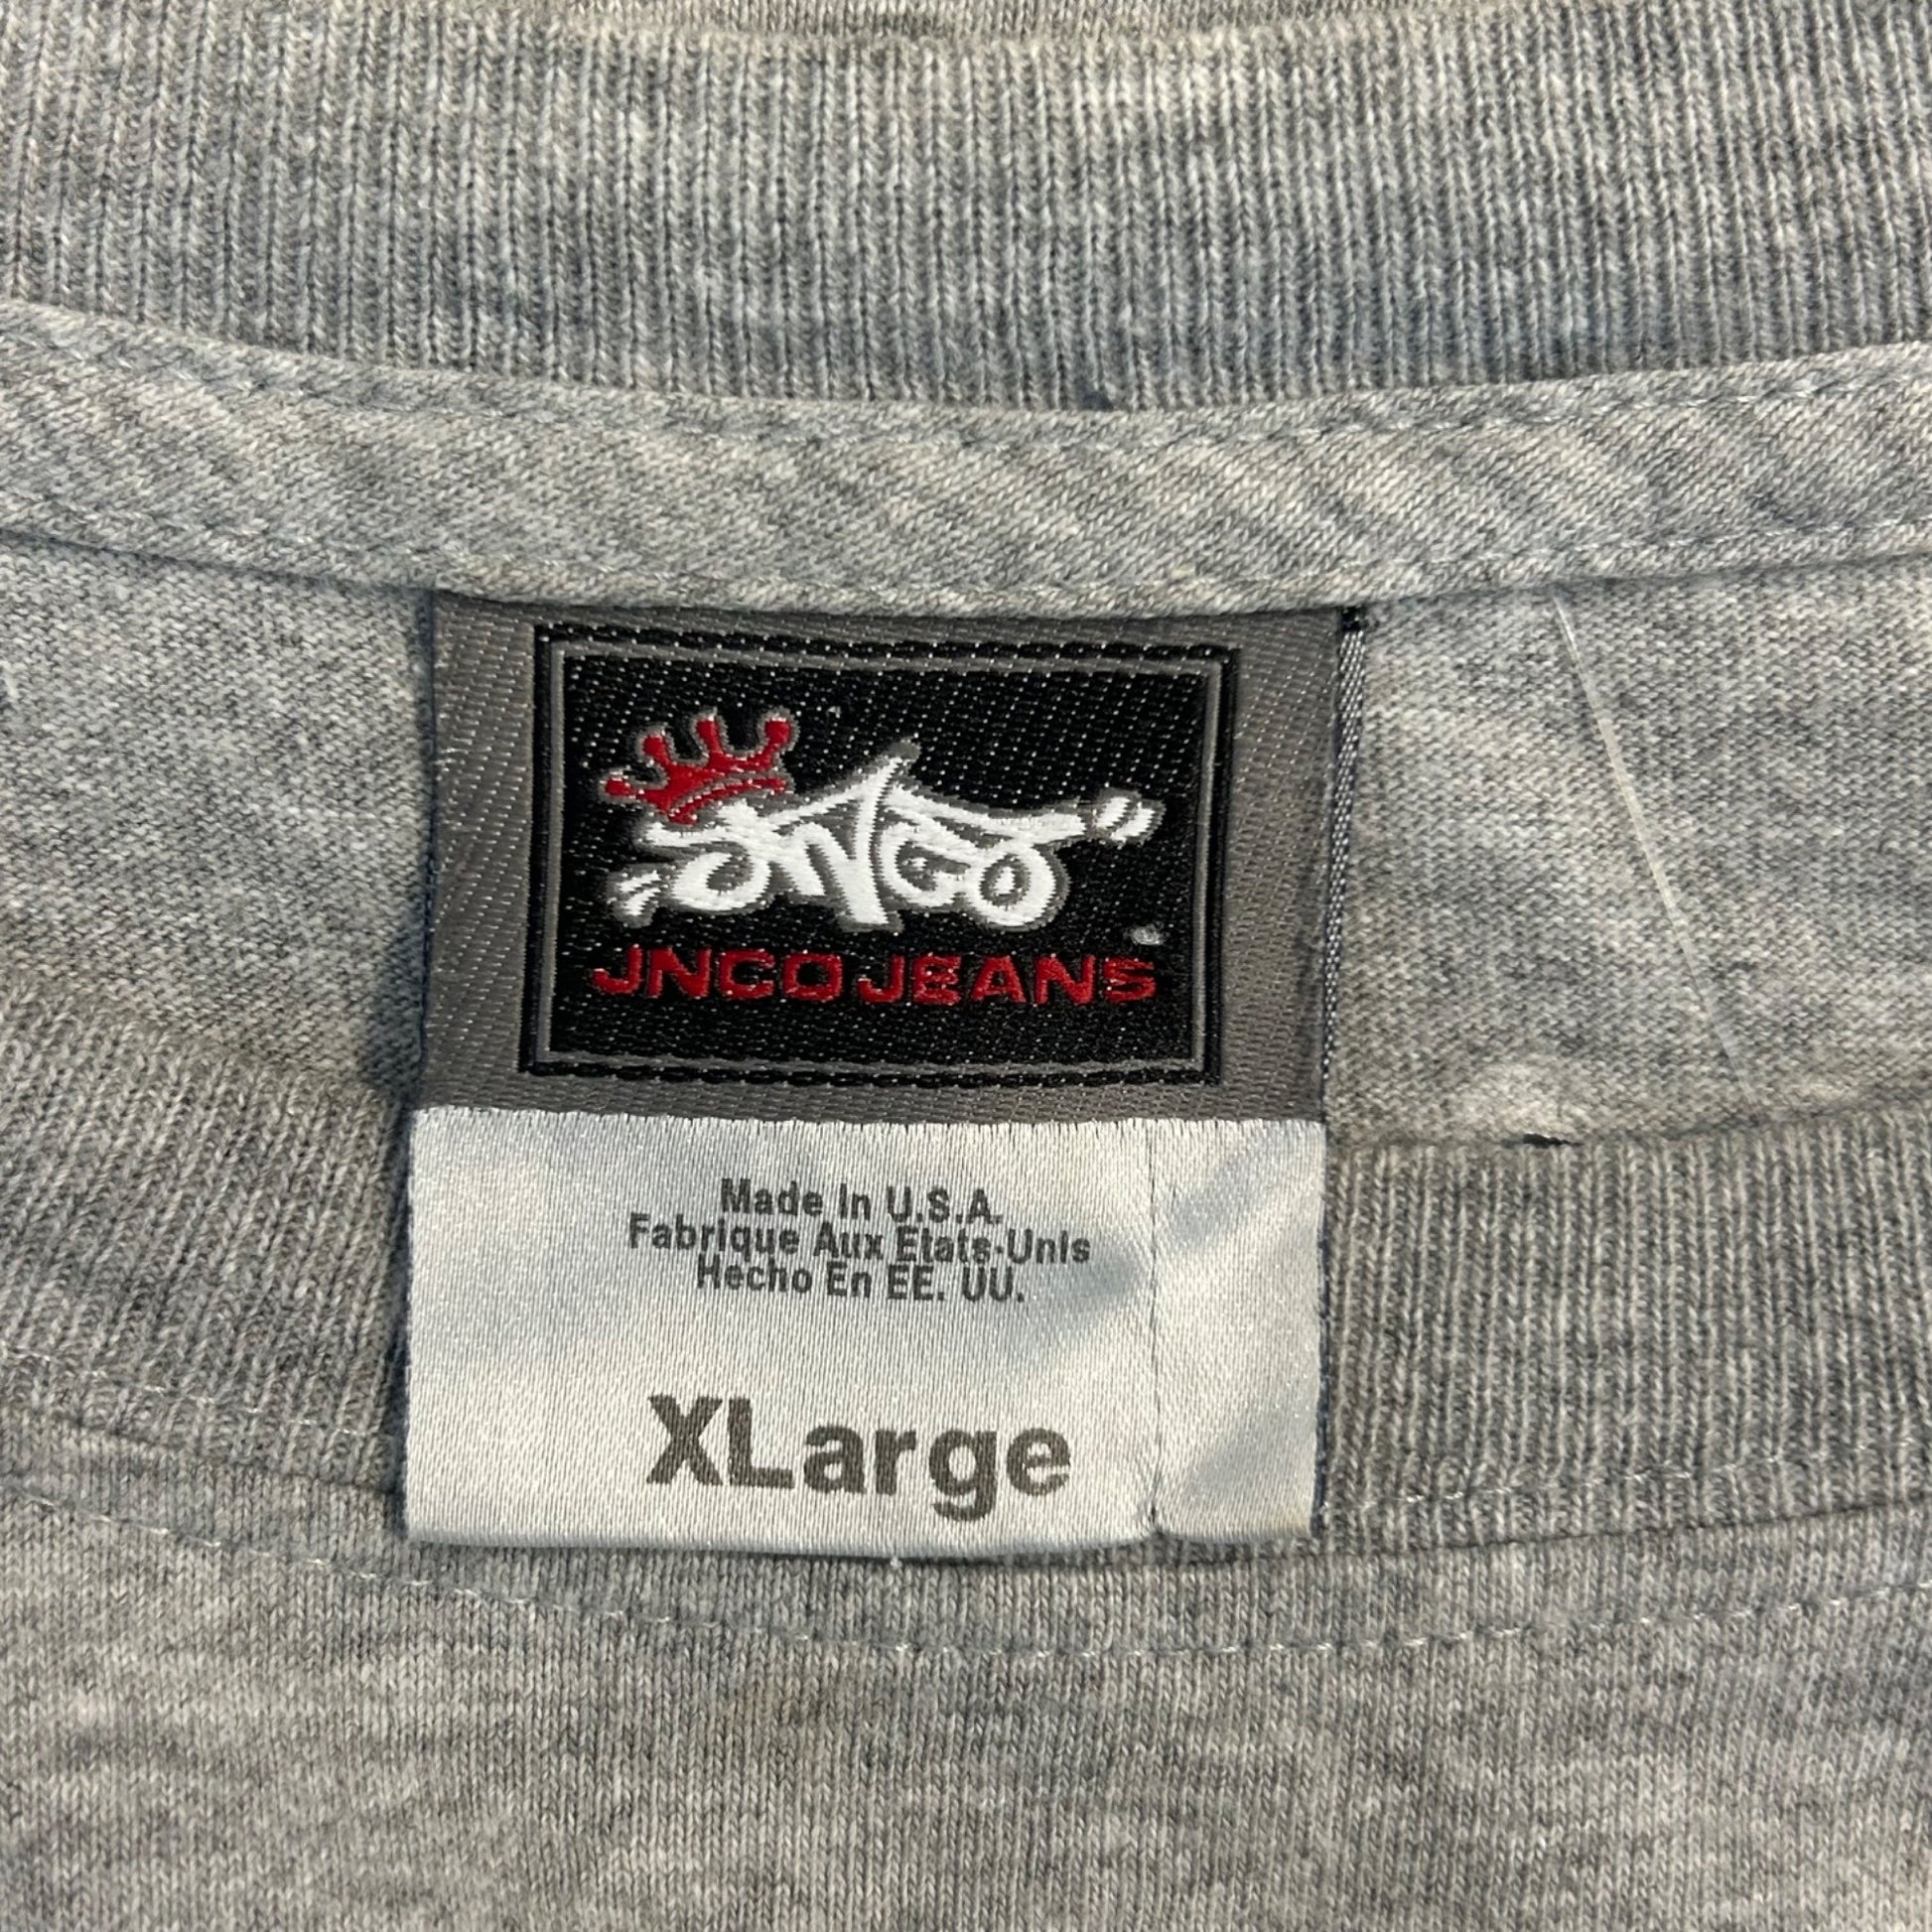 JNCO
JNCO JEANS
Made In U.S.A.
Fabrique Aux Etats-Unis
Hecho En EE. UU.
XLarge